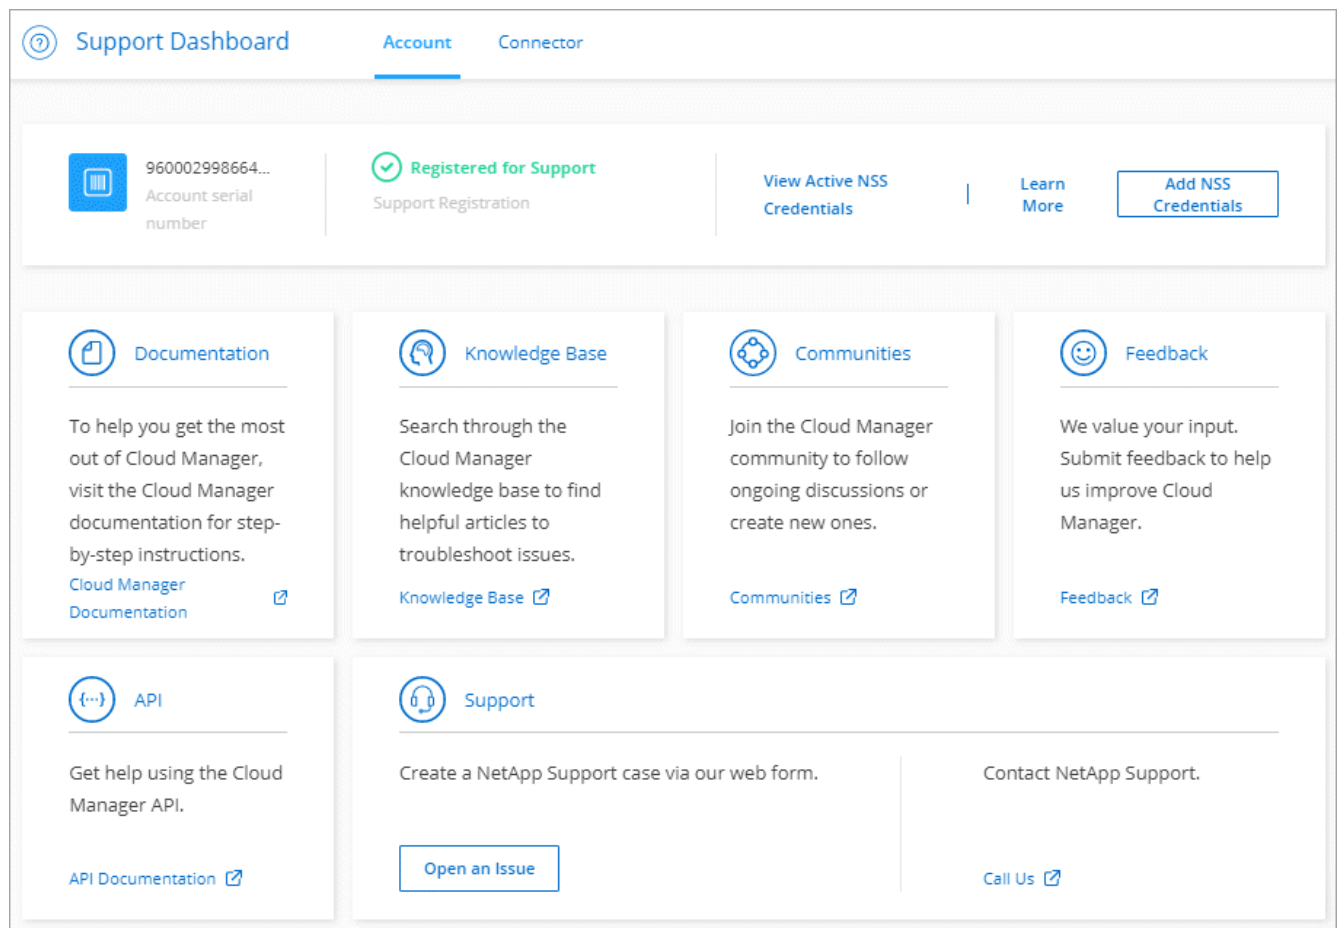 Support Dashboard
Account
Connector
960002998664...
Account serial
number
Registered for Support
Support Registration
View Active NSS
Credentials
|
Learn
More
Add NSS
Credentials
Documentation
To help you get the most
out of Cloud Manager,
visit the Cloud Manager
documentation for step-
by-step instructions.
Cloud Manager
Documentation
Knowledge Base
Search through the
Cloud Manager
knowledge base to find
helpful articles to
troubleshoot issues.
Knowledge Base
Communities
Join the Cloud Manager
community to follow
ongoing discussions or
create new ones.
Communities
Feedback
We value your input.
Submit feedback to help
us improve Cloud
Manager.
Feedback
API
Get help using the Cloud
Manager API.
API Documentation
Support
Create a NetApp Support case via our web form.
Open an Issue
Contact NetApp Support.
Call Us